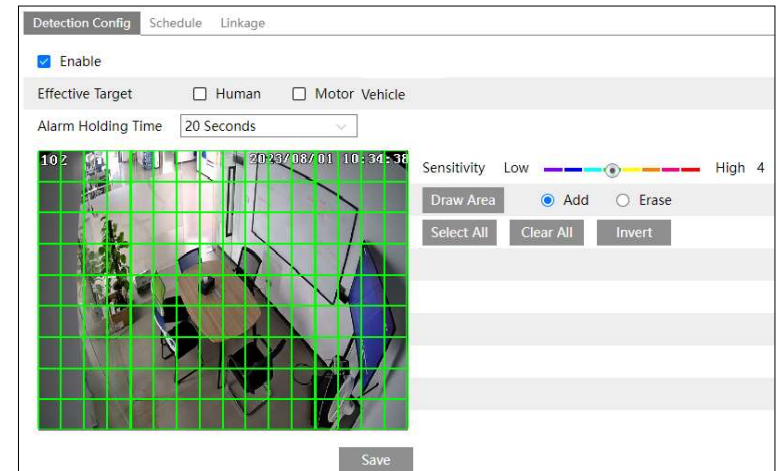 Detection Config Schedule Linkage
Enable
Effective Target Human Motor Vehicle
Alarm Holding Time 20 Seconds
102 2023/08/01 10:34:38
Sensitivity Low High 4
Draw Area Add Erase
Select All Clear All Invert
Save